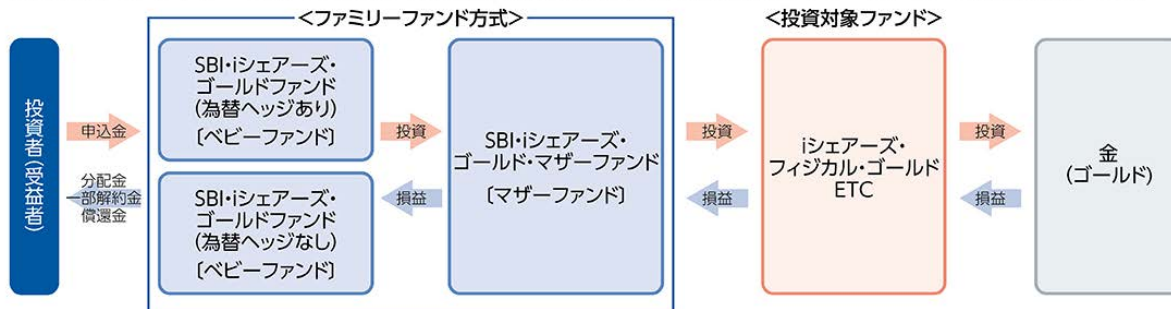 <ファミリーファンド方式>
<投資対象ファンド>
投資者(受益者)
申込金
分配金
一部解約金
償還金
SBI・iシェアーズ・
ゴールドファンド
(為替ヘッジあり)
〔ベビーファンド〕
SBI・iシェアーズ・
ゴールドファンド
(為替ヘッジなし)
〔ベビーファンド〕
投資
損益
SBI・iシェアーズ・
ゴールド・マザーファンド
〔マザーファンド〕
投資
損益
iシェアーズ・
フィジカル・ゴールド
ETC
投資
損益
金
(ゴールド)